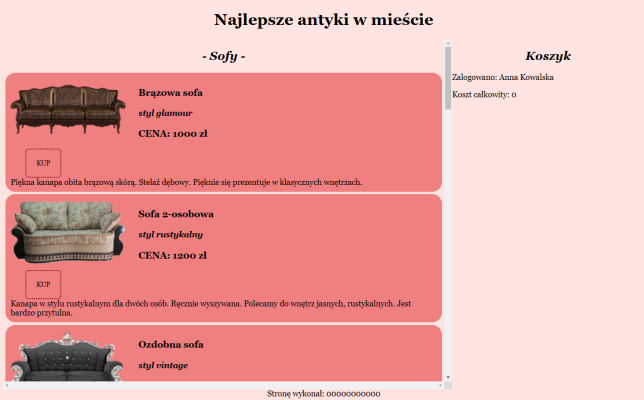 Najlepsze antyki w mieście
- Sofy -
Brązowa sofa
styl glamour
CENA: 1000 zł
KUP
Piękna kanapa obita brązową skórą. Stelaż dębowy. Pięknie się prezentuje w klasycznych wnętrzach.
Sofa 2-osobowa
styl rustykalny
CENA: 1200 zł
KUP
Kanapa w stylu rustykalnym dla dwóch osób. Ręcznie wyszywana. Polecamy do wnętrz jasnych, rustykalnych. Jest
bardzo przytulna.
Ozdobna sofa
styl vintage
Koszyk
Zalogowano: Anna Kowalska
Koszt całkowity: 0
Stronę wykonał: 00000000000